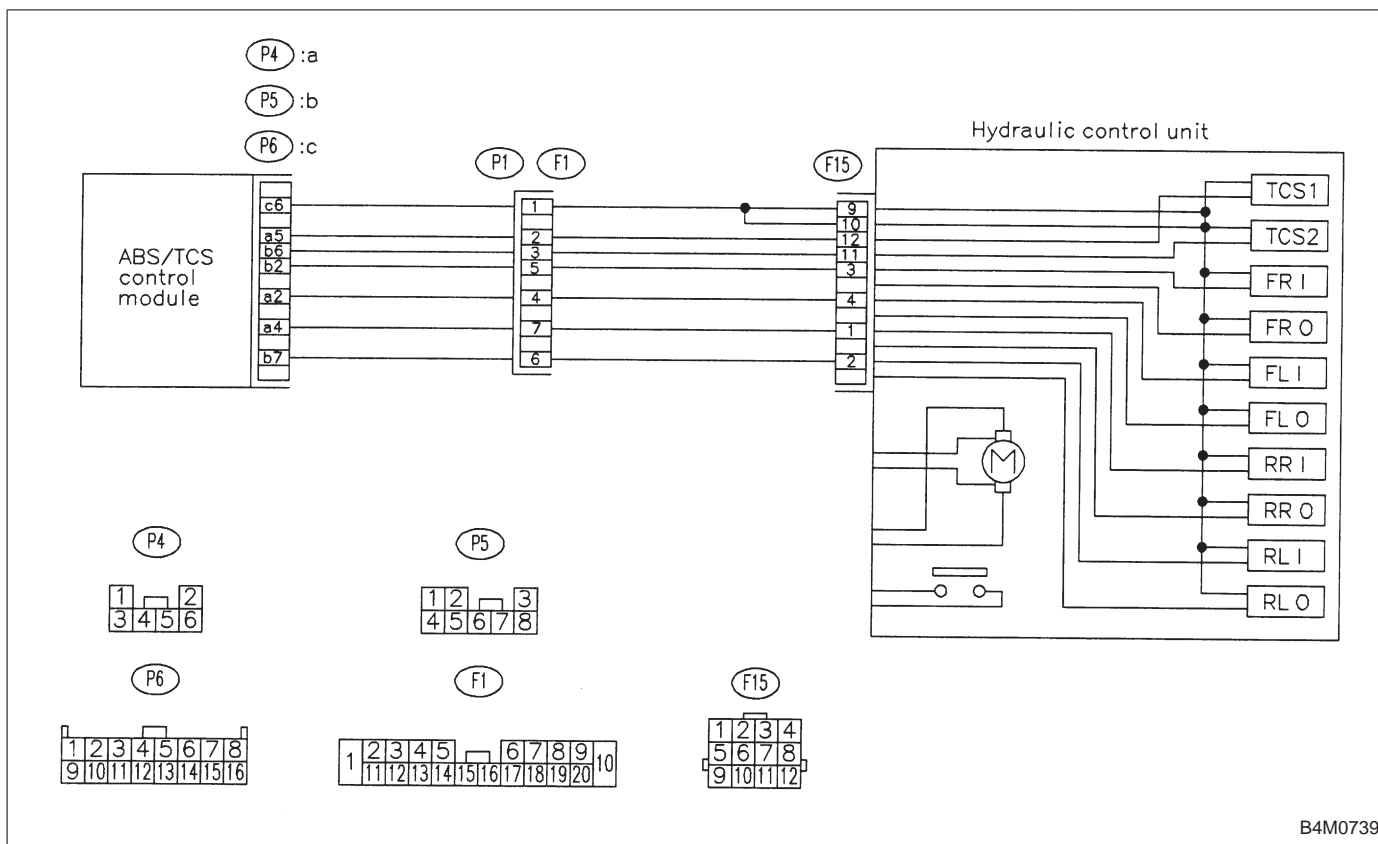 P4 :a
P5 :b
P6 :c
Hydraulic control unit
P1 F1 F15
ABS/TCS
control
module
c6
a5
b6
b2
a2
a4
b7
1
2
3
5
4
7
6
9
10
12
11
3
4
1
2
TCS1
TCS2
FR I
FR O
FL I
FL O
RR I
RR O
RL I
RL O
M
P4
1 2
3 4 5 6
P5
1 2 3
4 5 6 7 8
P6
1 2 3 4 5 6 7 8
9 10 11 12 13 14 15 16
F1
1 2 3 4 5 6 7 8 9 10
11 12 13 14 15 16 17 18 19 20
F15
1 2 3 4
5 6 7 8
9 10 11 12
B4M0739